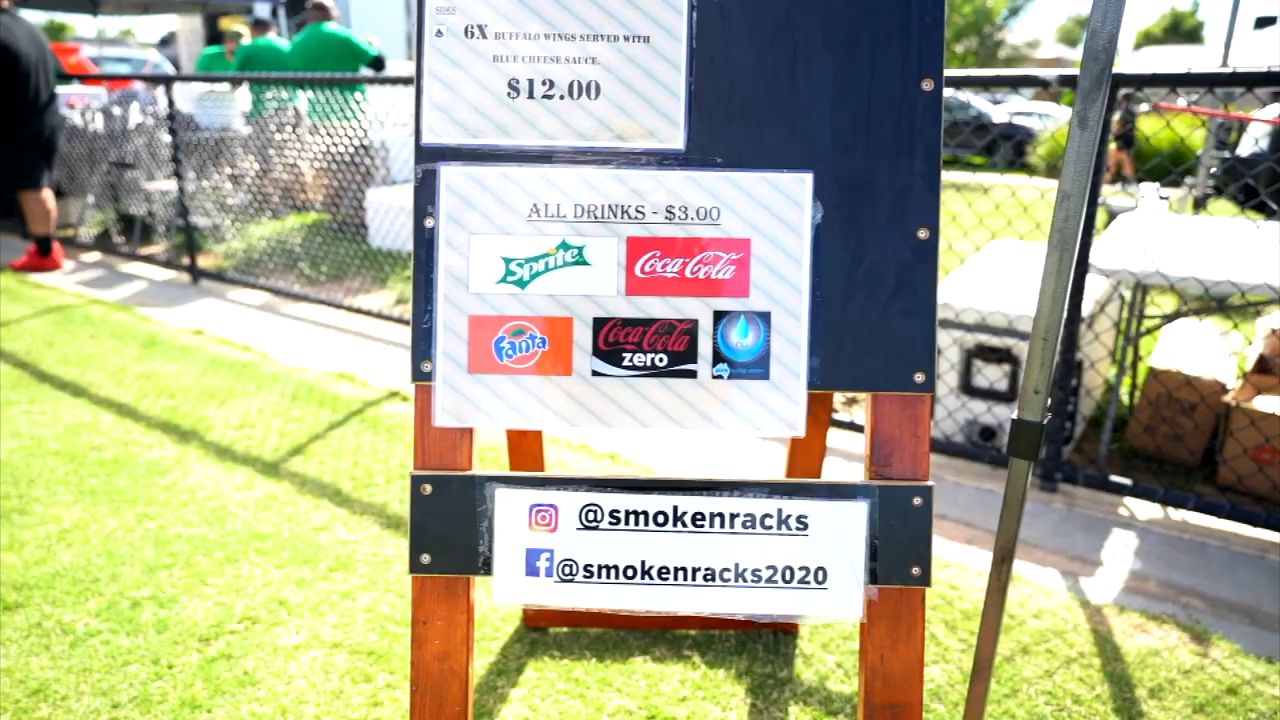 SIDES
6X BUFFALO WINGS SERVED WITH
BLUE CHEESE SAUCE.
$12.00
ALL DRINKS - $3.00
Sprite
Coca-Cola
Fanta
Coca-Cola
zero
@smokenracks
@smokenracks2020